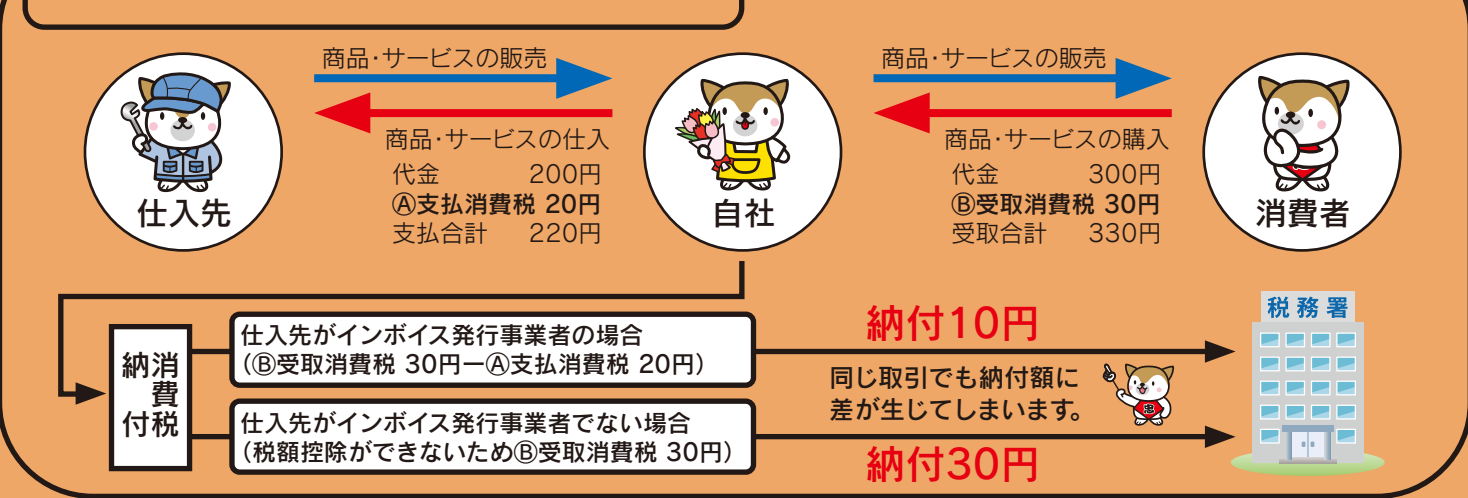 商品・サービスの販売
商品・サービスの仕入
代金 200円
Ⓐ支払消費税 20円
支払合計 220円
商品・サービスの販売
商品・サービスの購入
代金 300円
Ⓑ受取消費税 30円
受取合計 330円
仕入先
自社
消費者
消費税
納付
仕入先がインボイス発行事業者の場合
(Ⓑ受取消費税 30円ーⒶ支払消費税 20円)
仕入先がインボイス発行事業者でない場合
(税額控除ができないためⒷ受取消費税 30円)
納付10円
同じ取引でも納付額に
差が生じてしまいます。
忠
納付30円
税務署